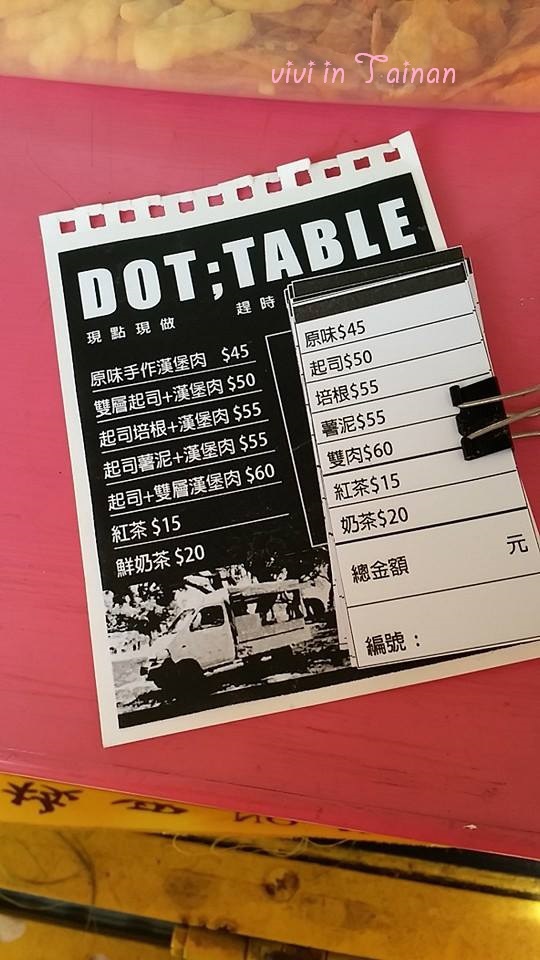 vivi in Tainan
DOT;TABLE
現點現做 趕時
原味手作漢堡肉 $45
雙層起司+漢堡肉 $50
起司培根+漢堡肉 $55
起司薯泥+漢堡肉 $55
起司+雙層漢堡肉 $60
紅茶 $15
鮮奶茶 $20
原味$45
起司$50
培根$55
薯泥$55
雙肉$60
紅茶$15
奶茶$20
總金額 元
編號：